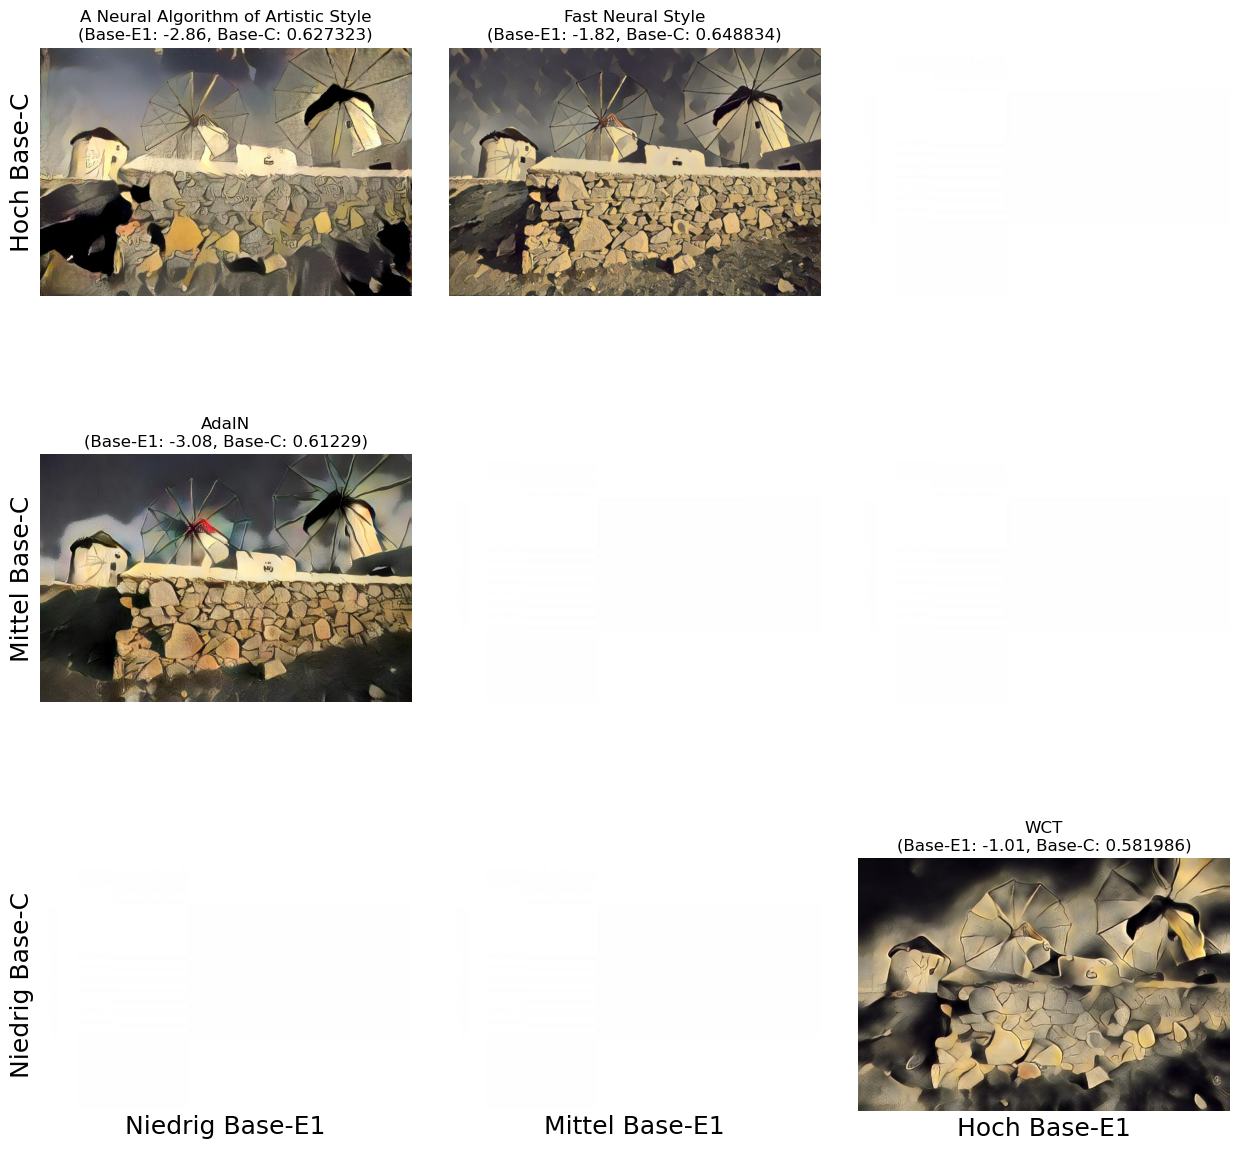 A Neural Algorithm of Artistic Style
(Base-E1: -2.86, Base-C: 0.627323)
Fast Neural Style
(Base-E1: -1.82, Base-C: 0.648834)
Hoch Base-C
AdaIN
(Base-E1: -3.08, Base-C: 0.61229)
Mittel Base-C
WCT
(Base-E1: -1.01, Base-C: 0.581986)
Niedrig Base-C
Niedrig Base-E1
Mittel Base-E1
Hoch Base-E1